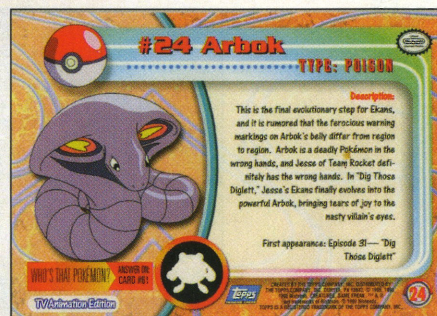 #24 Arbok
TYPE: POISON
Description:
This is the final evolutionary step for Ekans,
and it is rumored that the ferocious warning
markings on Arbok's belly differ from region
to region. Arbok is a deadly Pokémon in the
wrong hands, and Jesse of Team Rocket defi-
nitely has the wrong hands. In "Dig Those
Diglett," Jesse's Ekans finally evolves into the
powerful Arbok, bringing tears of joy to the
nasty villain's eyes.
First appearance: Episode 31— "Dig
Those Diglett"
WHO'S THAT POKÉMON?
ANSWER ON
CARD #61
TV Animation Edition
Topps
24